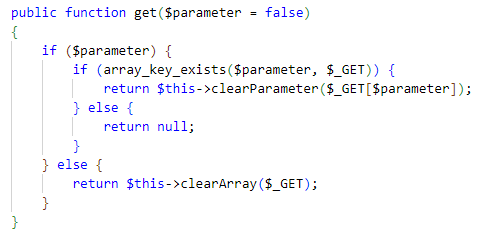 public function get($parameter = false)
{
    if ($parameter) {
        if (array_key_exists($parameter, $_GET)) {
            return $this->clearParameter($_GET[$parameter]);
        } else {
            return null;
        }
    } else {
        return $this->clearArray($_GET);
    }
}